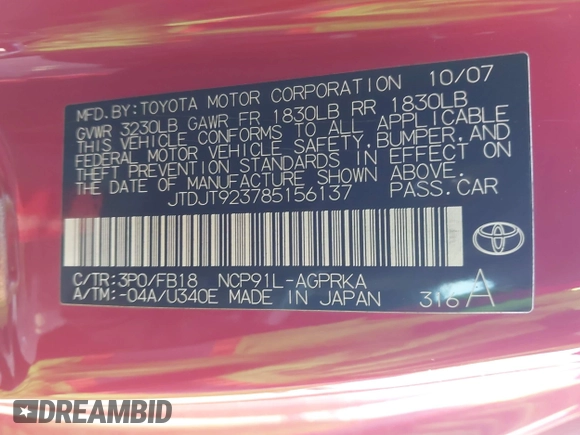 MFD. BY: TOYOTA MOTOR CORPORATION 10/07
GVWR 3230LB GAWR FR 1830LB RR 1830LB
THIS VEHICLE CONFORMS TO ALL APPLICABLE
FEDERAL MOTOR VEHICLE SAFETY, BUMPER, AND
THEFT PREVENTION STANDARDS IN EFFECT ON
THE DATE OF MANUFACTURE SHOWN ABOVE.
JTDJT923785156137 PASS. CAR
C/TR: 3P0/FB18 NCP91L-AGPRKA
A/TM: -04A/U340E MADE IN JAPAN 316 A
TOYOTA
$DREAMBID